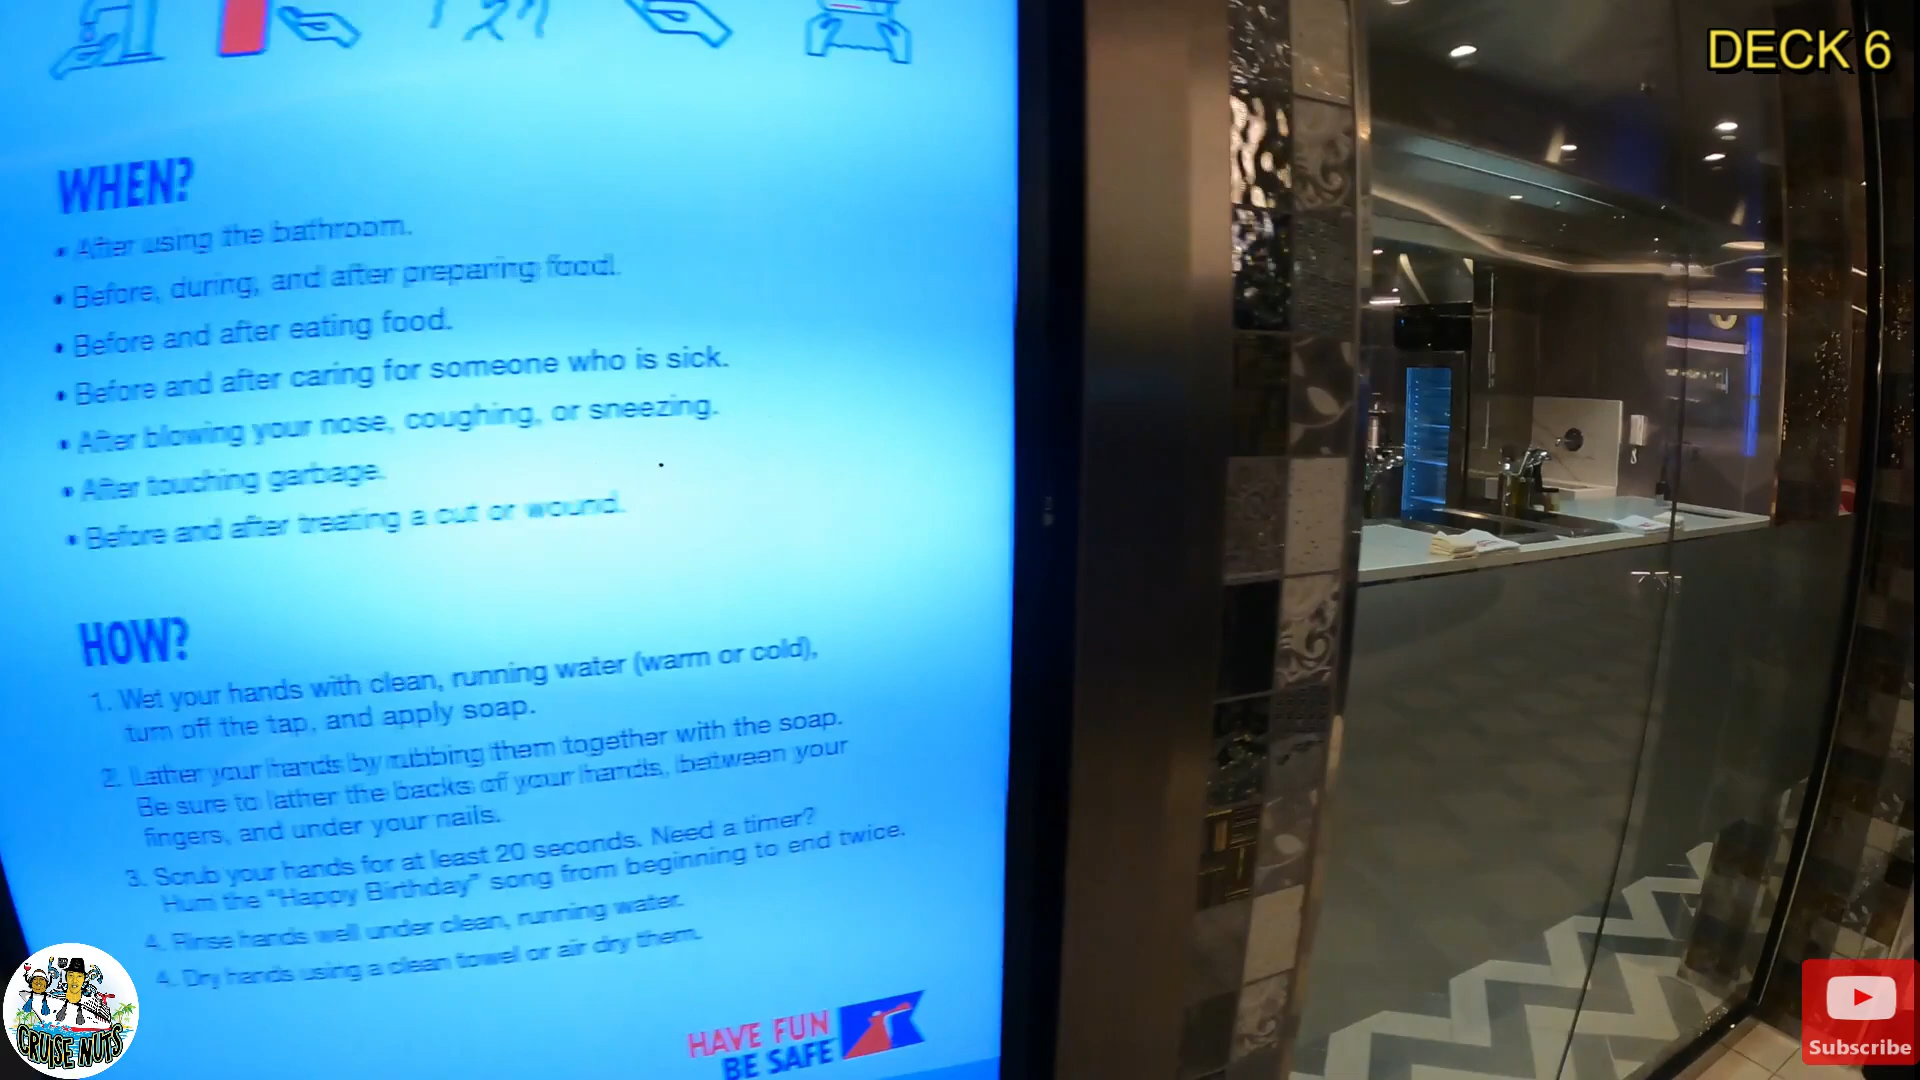 DECK 6
WHEN?
• After using the bathroom.
• Before, during, and after preparing food.
• Before and after eating food.
• Before and after caring for someone who is sick.
• After blowing your nose, coughing, or sneezing.
• After touching garbage.
• Before and after treating a cut or wound.
HOW?
1. Wet your hands with clean, running water (warm or cold),
turn off the tap, and apply soap.
2. Lather your hands by rubbing them together with the soap.
Be sure to lather the backs of your hands, between your
fingers, and under your nails.
3. Scrub your hands for at least 20 seconds. Need a timer?
Hum the "Happy Birthday" song from beginning to end twice.
4. Rinse hands well under clean, running water.
4. Dry hands using a clean towel or air dry them.
HAVE FUN
BE SAFE
CRUISE NUTS
Subscribe